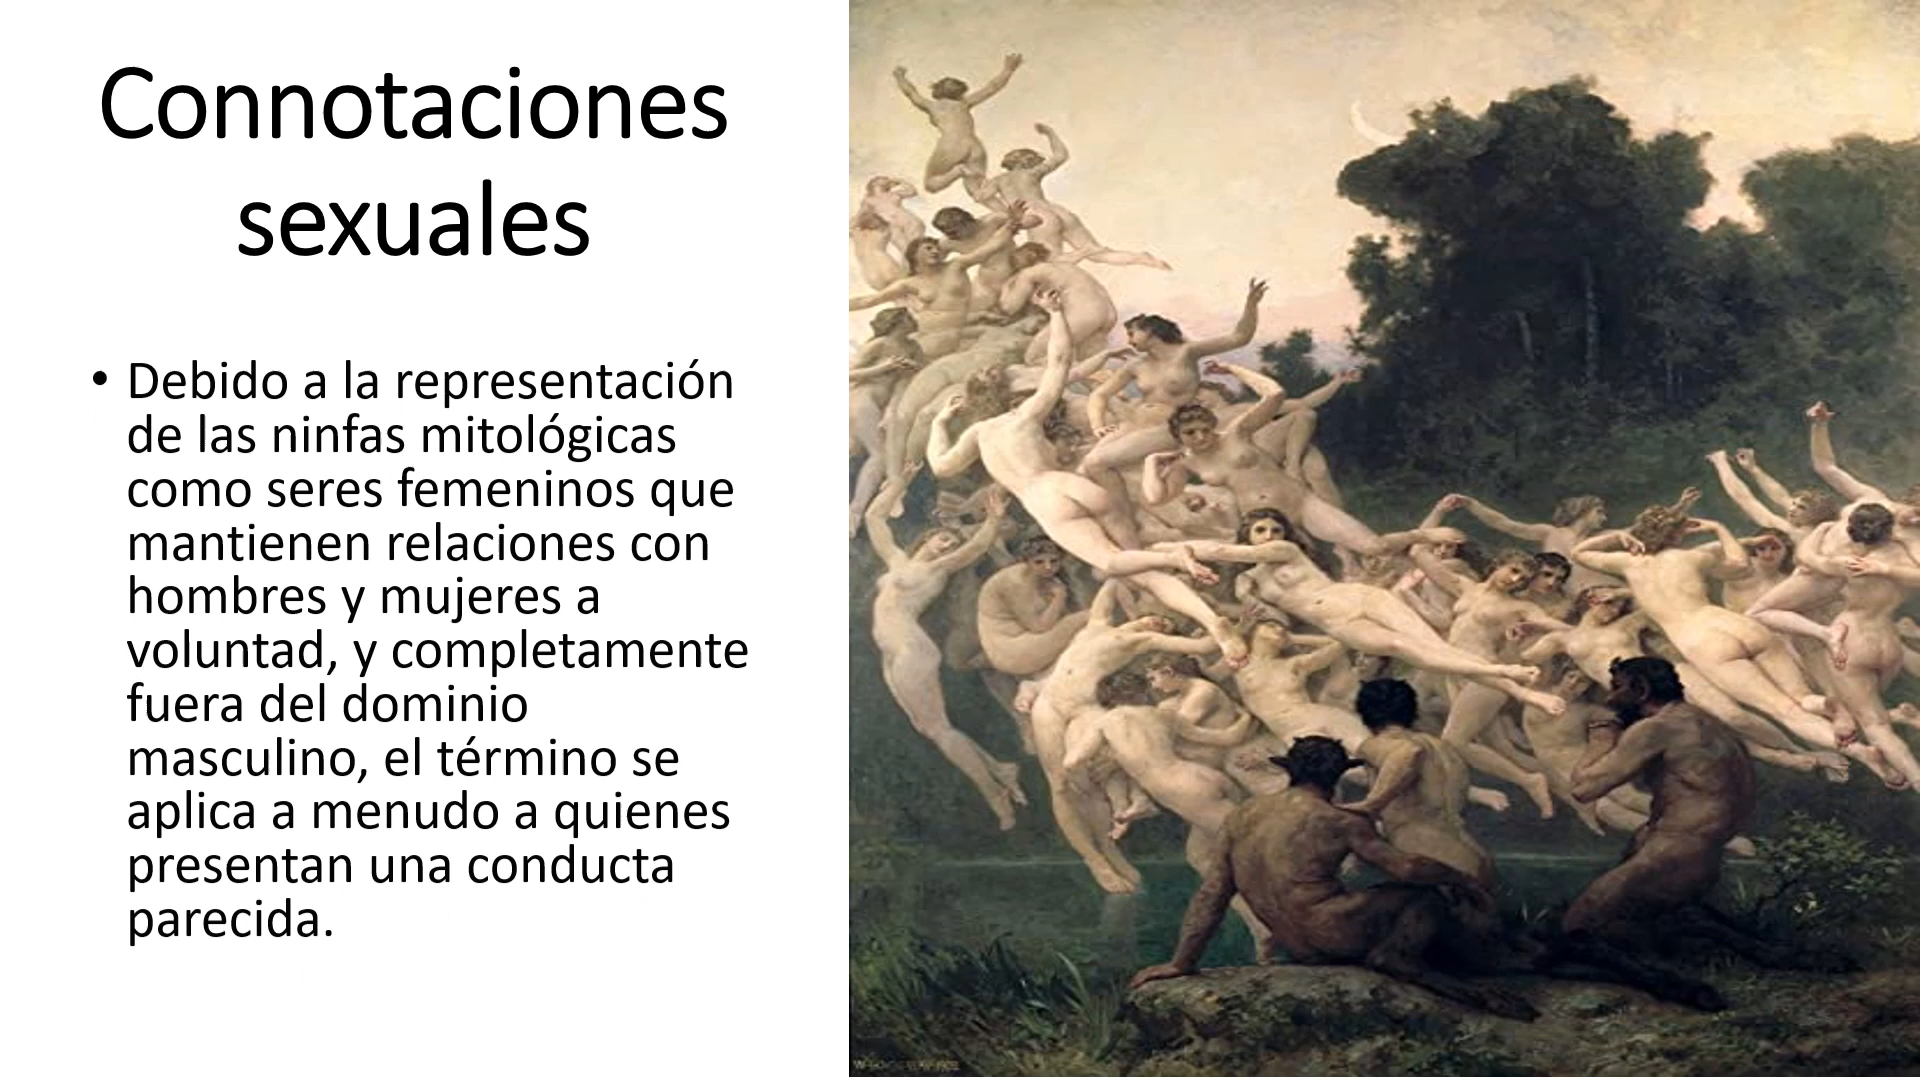 Connotaciones
sexuales
• Debido a la representación
de las ninfas mitológicas
como seres femeninos que
mantienen relaciones con
hombres y mujeres a
voluntad, y completamente
fuera del dominio
masculino, el término se
aplica a menudo a quienes
presentan una conducta
parecida.